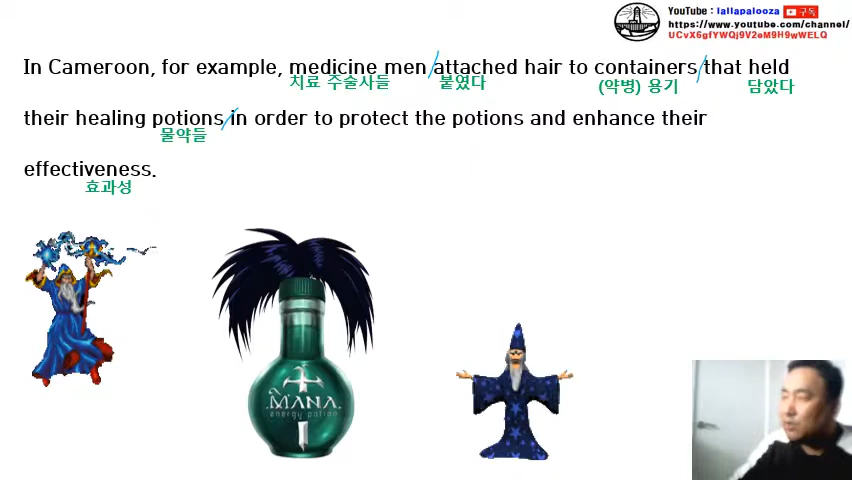 YouTube : lallapalooza 구독
https://www.youtube.com/channel/
UCvX6gfYWQj9V2eM9H9wWELQ
In Cameroon, for example, medicine men attached hair to containers that held
치료 주술사들 붙였다 (약병) 용기 담았다
their healing potions in order to protect the potions and enhance their
물약들
effectiveness.
효과성
MANA
energy potion